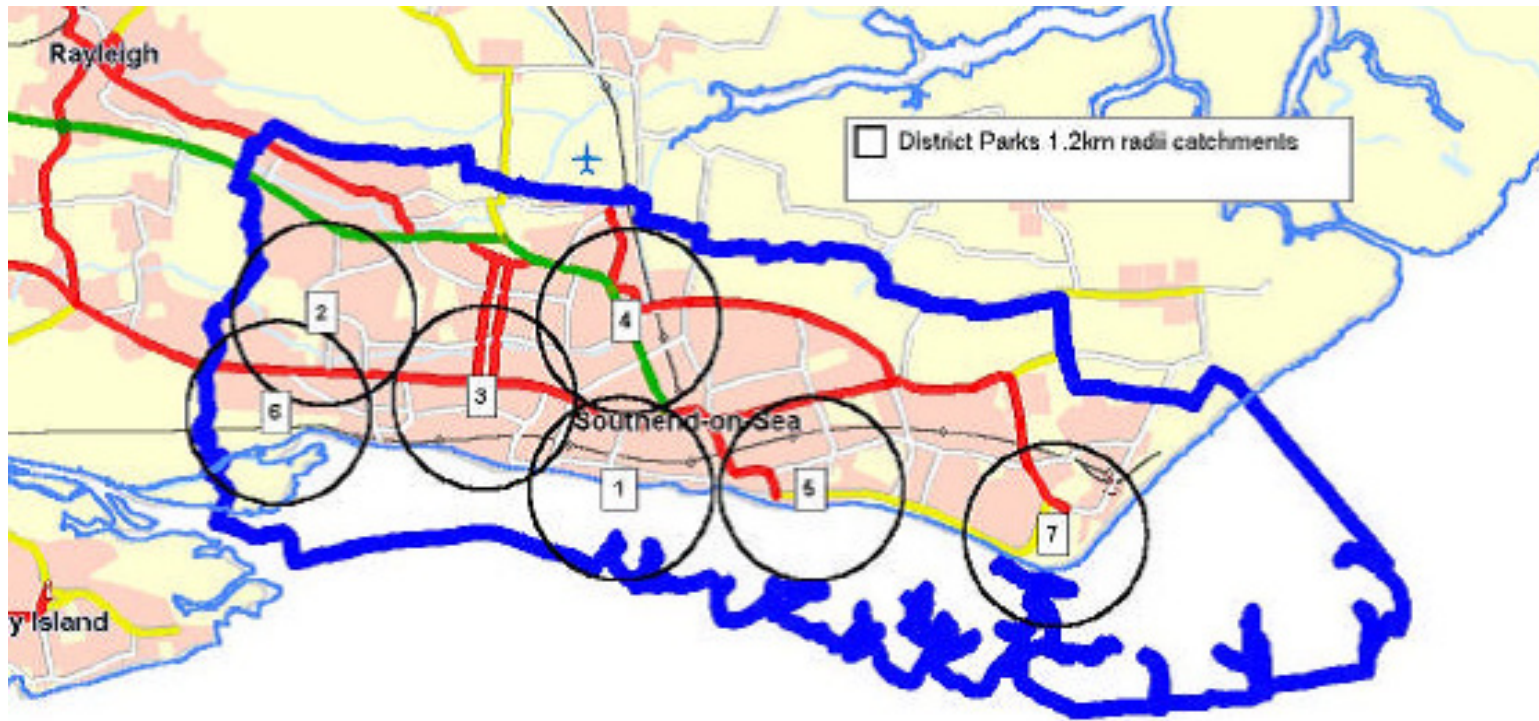 Rayleigh
District Parks 1.2km radii catchments
2
4
3
6
Southend-on-Sea
1
5
7
y Island